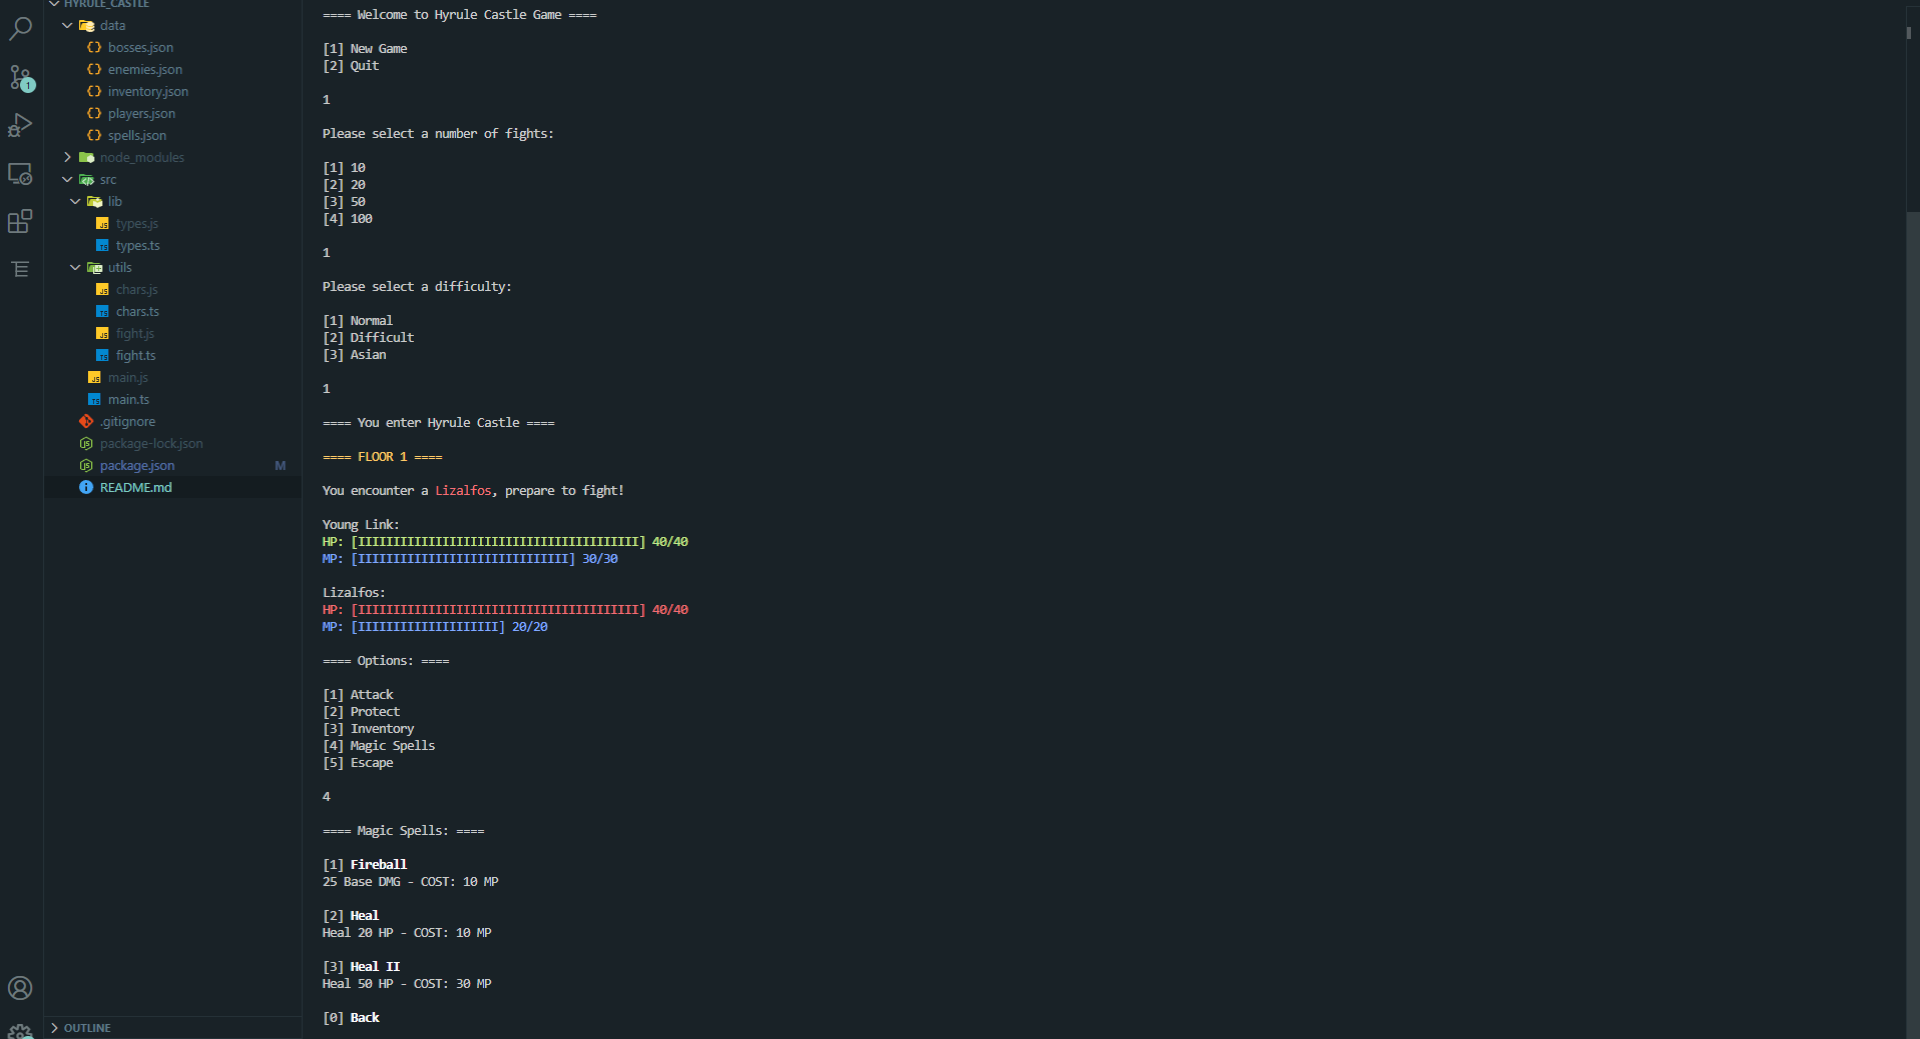 HYRULE_CASTLE
data
bosses.json
enemies.json
inventory.json
players.json
spells.json
node_modules
src
lib
types.js
types.ts
utils
chars.js
chars.ts
fight.js
fight.ts
main.js
main.ts
.gitignore
package-lock.json
package.json M
README.md
OUTLINE
1
==== Welcome to Hyrule Castle Game ====
[1] New Game
[2] Quit
1
Please select a number of fights:
[1] 10
[2] 20
[3] 50
[4] 100
1
Please select a difficulty:
[1] Normal
[2] Difficult
[3] Asian
1
==== You enter Hyrule Castle ====
==== FLOOR 1 ====
You encounter a Lizalfos, prepare to fight!
Young Link:
HP: [IIIIIIIIIIIIIIIIIIIIIIIIIIIIIIIIIIIIIIII] 40/40
MP: [IIIIIIIIIIIIIIIIIIIIIIIIIIIIII] 30/30
Lizalfos:
HP: [IIIIIIIIIIIIIIIIIIIIIIIIIIIIIIIIIIIIIIII] 40/40
MP: [IIIIIIIIIIIIIIIIIIII] 20/20
==== Options: ====
[1] Attack
[2] Protect
[3] Inventory
[4] Magic Spells
[5] Escape
4
==== Magic Spells: ====
[1] Fireball
25 Base DMG - COST: 10 MP
[2] Heal
Heal 20 HP - COST: 10 MP
[3] Heal II
Heal 50 HP - COST: 30 MP
[0] Back